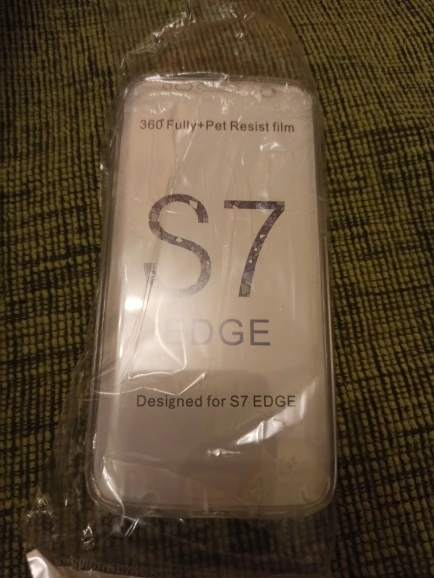 360°Fully+Pet Resist film
S7
EDGE
Designed for S7 EDGE